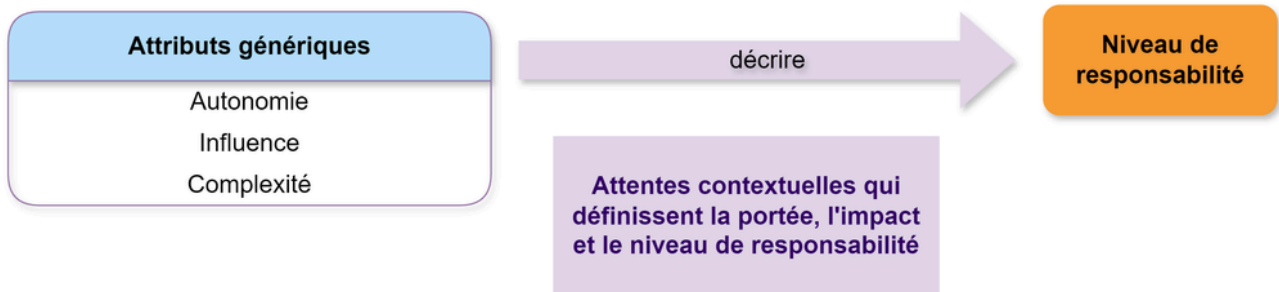 Attributs génériques
Autonomie
Influence
Complexité
décrire
Niveau de
responsabilité
Attentes contextuelles qui
définissent la portée, l'impact
et le niveau de responsabilité